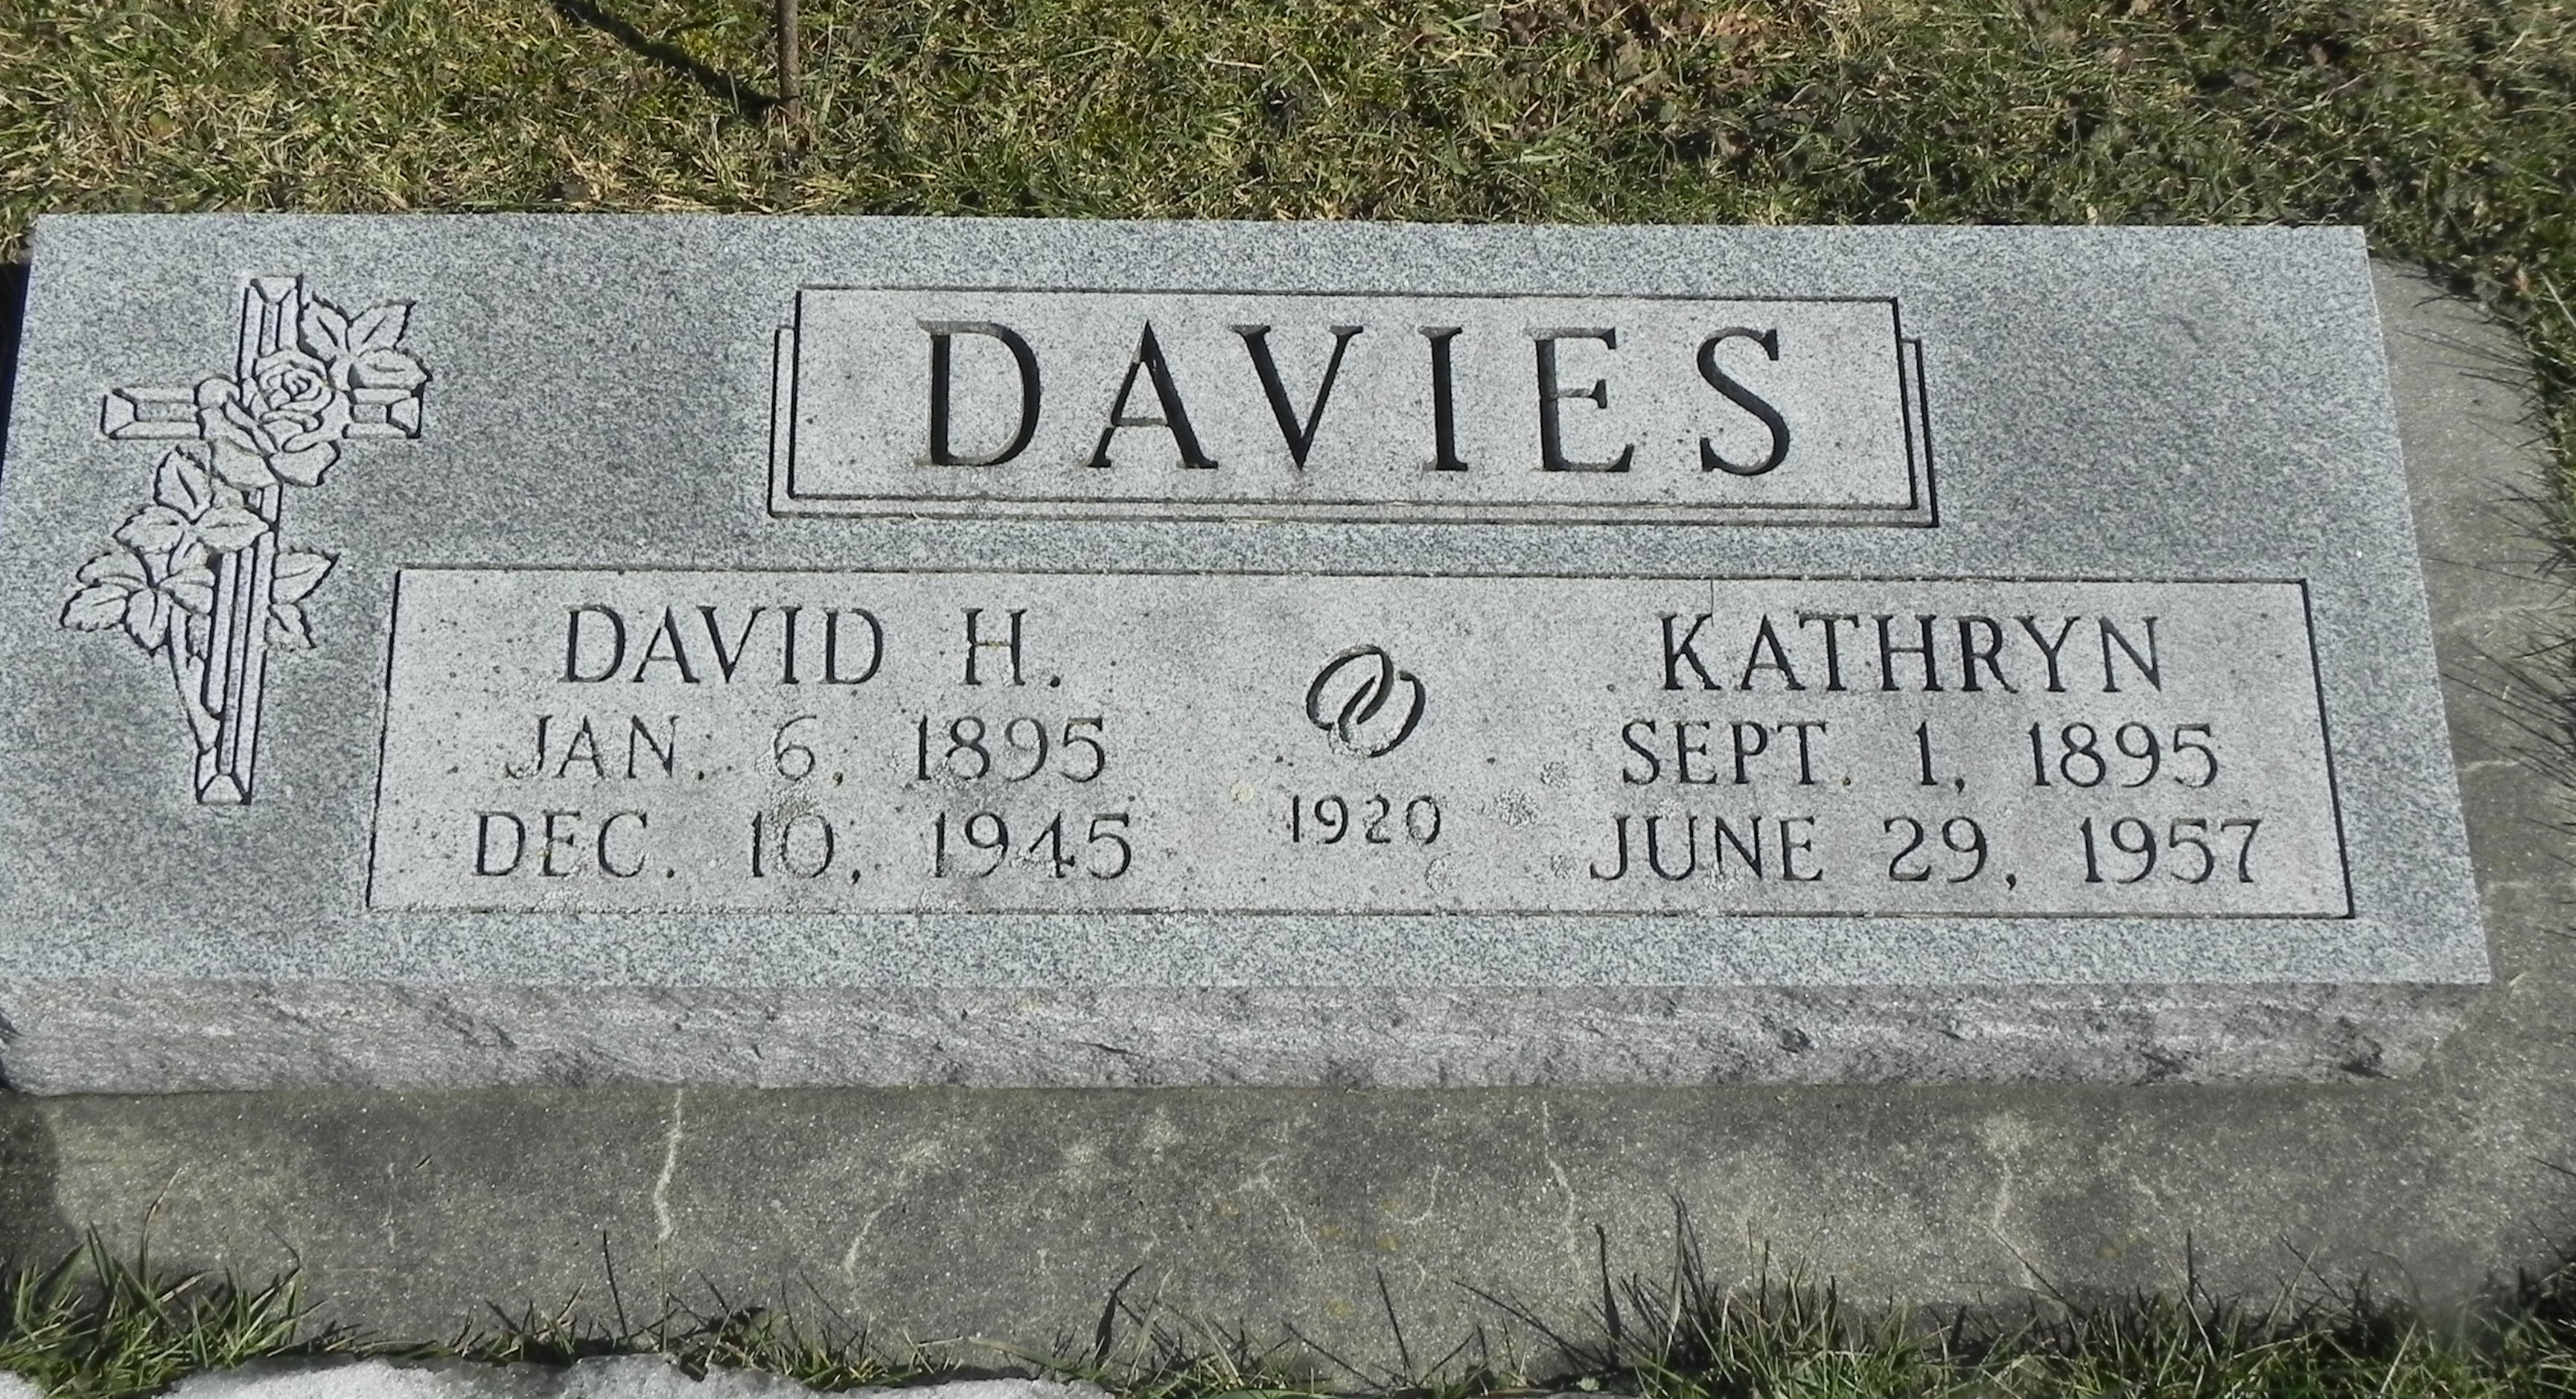 DAVIES
DAVID H.
JAN. 6, 1895
DEC. 10, 1945
1920
KATHRYN
SEPT. 1, 1895
JUNE 29, 1957